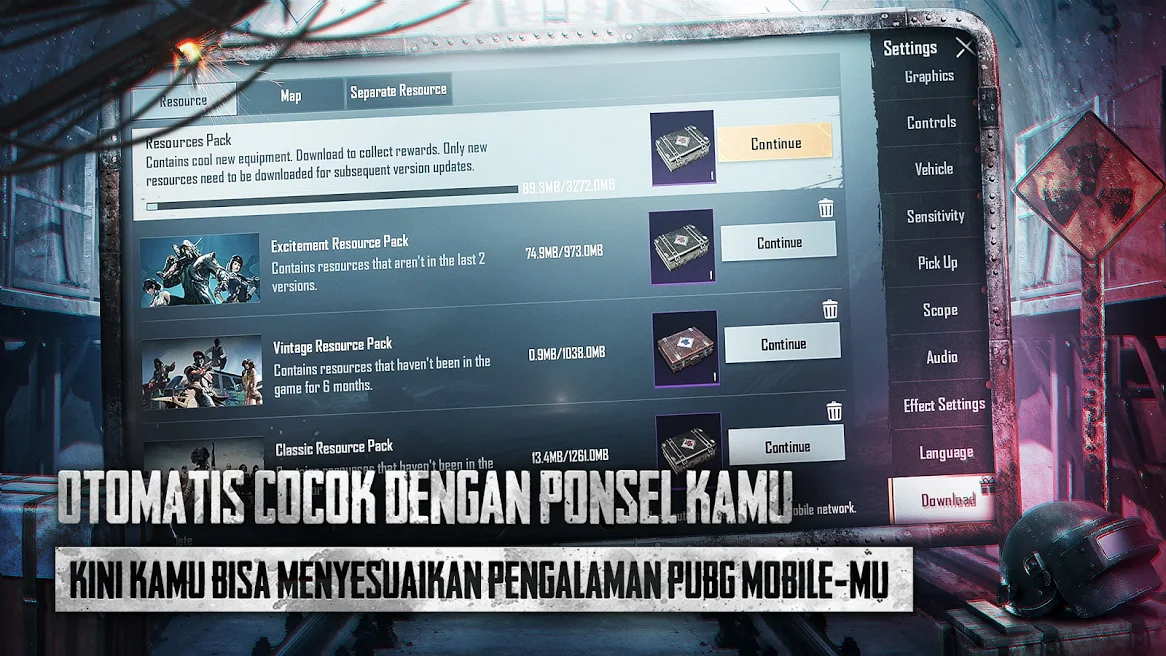 Settings
Resource
Map
Separate Resource
Graphics
Controls
Vehicle
Sensitivity
Pick Up
Scope
Audio
Effect Settings
Language
Download
Resources Pack
Contains cool new equipment. Download to collect rewards. Only new
resources need to be downloaded for subsequent version updates.
89.3MB/3272.0MB
1
Continue
Excitement Resource Pack
Contains resources that aren't in the last 2
versions.
74.9MB/973.0MB
1
Continue
Vintage Resource Pack
Contains resources that haven't been in the
game for 6 months.
0.9MB/1038.0MB
1
Continue
Classic Resource Pack
Contains resources that haven't been in the
13.4MB/1261.0MB
Continue
mobile network.
OTOMATIS COCOK DENGAN PONSEL KAMU
KINI KAMU BISA MENYESUAIKAN PENGALAMAN PUBG MOBILE-MU